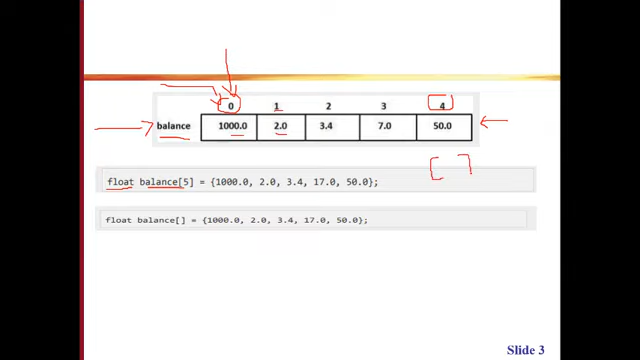 0 1 2 3 4
balance 1000.0 2.0 3.4 7.0 50.0
[ ]
float balance[5] = {1000.0, 2.0, 3.4, 17.0, 50.0};
float balance[] = {1000.0, 2.0, 3.4, 17.0, 50.0};
Slide 3